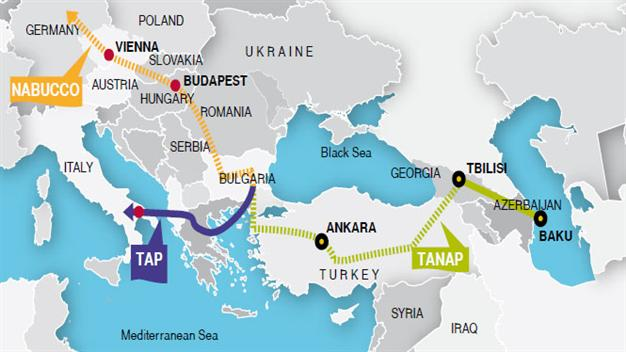 POLAND
GERMANY
VIENNA
SLOVAKIA
UKRAINE
NABUCCO
AUSTRIA
BUDAPEST
HUNGARY
ROMANIA
SERBIA
Black Sea
ITALY
BULGARIA
GEORGIA
TBILISI
AZERBAIJAN
ANKARA
BAKU
TAP
TANAP
TURKEY
SYRIA
IRAQ
Mediterranean Sea